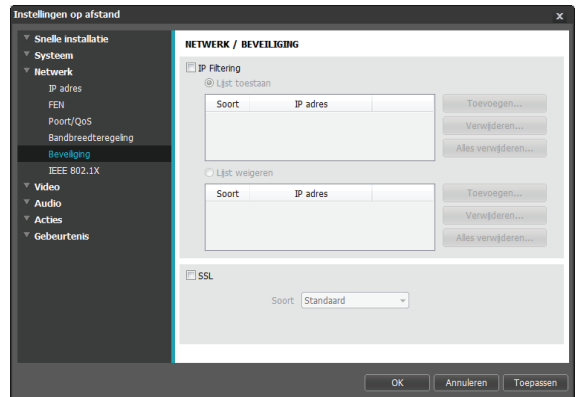 Instellingen op afstand
x
Snelle installatie
Systeem
Netwerk
IP adres
FEN
Poort/QoS
Bandbreedteregeling
Beveiliging
IEEE 802.1X
Video
Audio
Acties
Gebeurtenis
NETWERK / BEVEILIGING
IP Filtering
Lijst toestaan
Soort IP adres
Toevoegen...
Verwijderen...
Alles verwijderen...
Lijst weigeren
Soort IP adres
Toevoegen...
Verwijderen...
Alles verwijderen...
SSL
Soort Standaard
OK Annuleren Toepassen